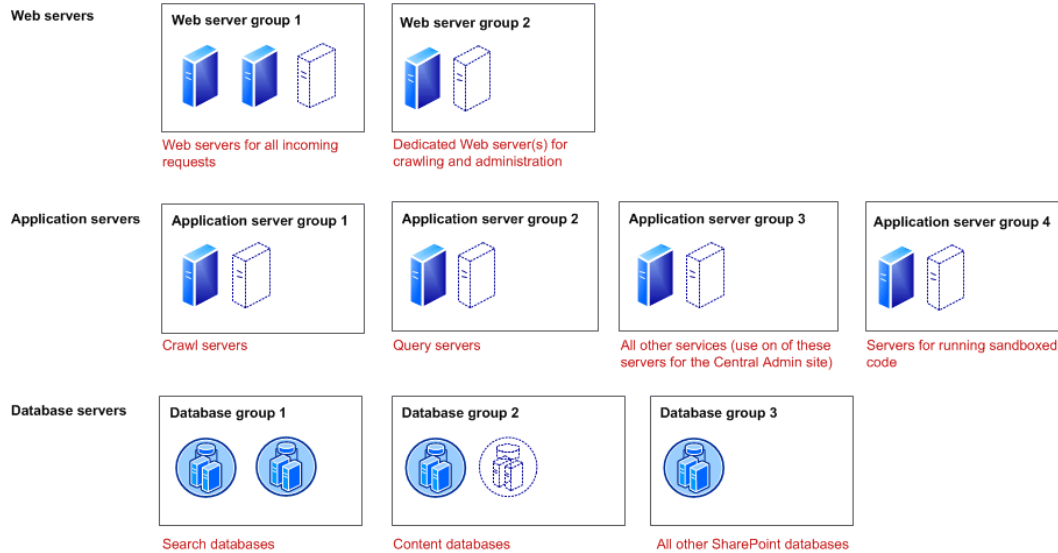 Web servers
Web server group 1
Web server group 2
Web servers for all incoming
requests
Dedicated Web server(s) for
crawling and administration
Application servers
Application server group 1
Application server group 2
Application server group 3
Application server group 4
Crawl servers
Query servers
All other services (use on of these
servers for the Central Admin site)
Servers for running sandboxed
code
Database servers
Database group 1
Database group 2
Database group 3
Search databases
Content databases
All other SharePoint databases